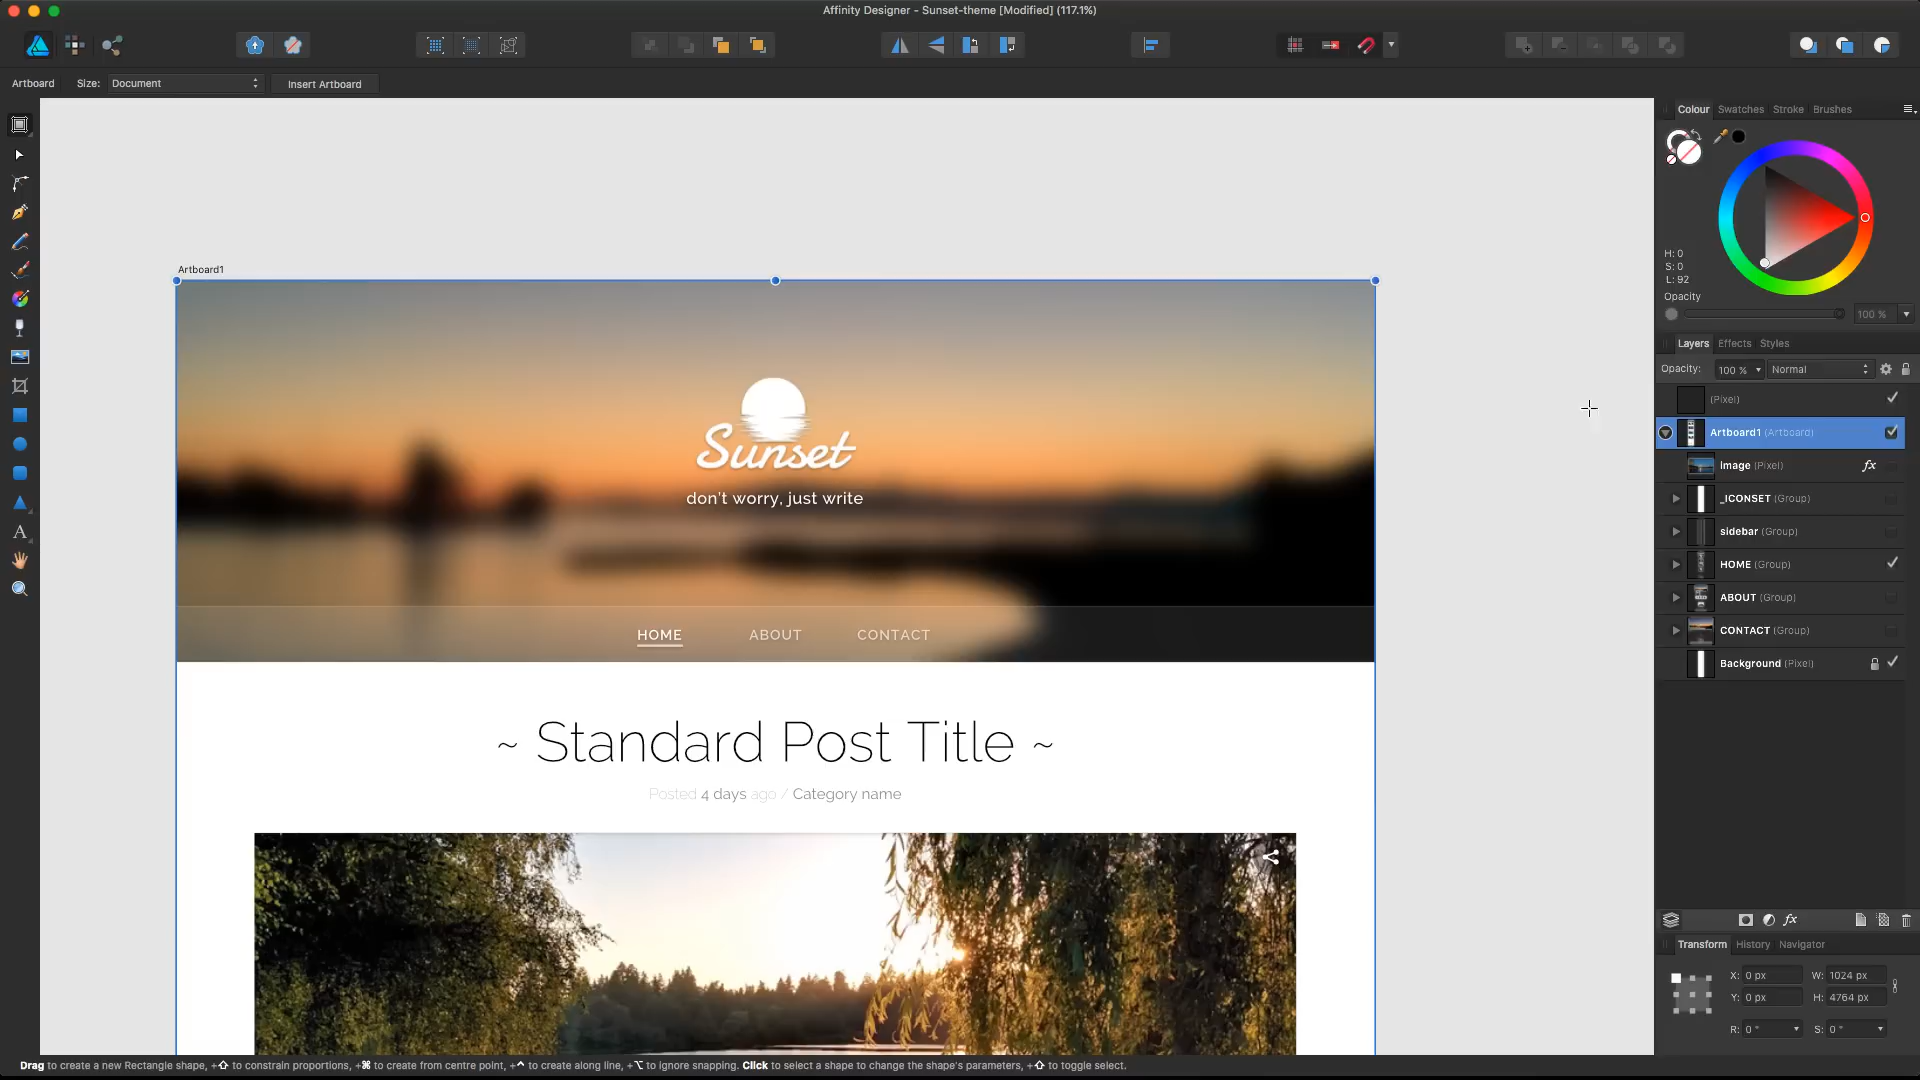 Affinity Designer - Sunset-theme [Modified] (117.1%)
Artboard
Size:
Document
Insert Artboard
Artboard1
Sunset
don't worry, just write
HOME
ABOUT
CONTACT
~ Standard Post Title ~
Posted 4 days ago / Category name
Colour
Swatches
Stroke
Brushes
H: 0
S: 0
L: 92
Opacity
100 %
Layers
Effects
Styles
Opacity:
100 %
Normal
(Pixel)
Artboard1 (Artboard)
Image (Pixel)
fx
_ICONSET (Group)
sidebar (Group)
HOME (Group)
ABOUT (Group)
CONTACT (Group)
Background (Pixel)
fx
Transform
History
Navigator
X: 0 px
W: 1024 px
Y: 0 px
H: 4764 px
R: 0 °
S: 0 °
Drag to create a new Rectangle shape, +⇧ to constrain proportions, +⌘ to create from centre point, +^ to create along line, +⌥ to ignore snapping. Click to select a shape to change the shape's parameters, +⇧ to toggle select.